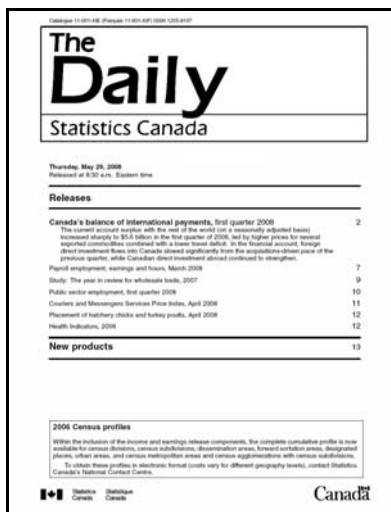 Catalogue 11-001-XIE (Français 11-001-XIF) ISSN 1205-9137
The
Daily
Statistics Canada
Thursday, May 29, 2008
Released at 8:30 a.m. Eastern time
Releases
Canada's balance of international payments, first quarter 2008 2
The current account surplus with the rest of the world (on a seasonally adjusted basis)
increased sharply to $5.6 billion in the first quarter of 2008, led by higher prices for several
exported commodities combined with a lower travel deficit. In the financial account, foreign
direct investment flows into Canada slowed significantly from the acquisitions-driven pace of the
previous quarter, while Canadian direct investment abroad continued to strengthen.
Payroll employment, earnings and hours, March 2008 7
Study: The year in review for wholesale trade, 2007 9
Public sector employment, first quarter 2008 10
Couriers and Messengers Services Price Index, April 2008 11
Placement of hatchery chicks and turkey poults, April 2008 12
Health Indicators, 2008 12
New products 13
2006 Census profiles
Within the inclusion of the income and earnings release components, the complete cumulative profile is now
available for census divisions, census subdivisions, dissemination areas, forward sortation areas, designated
places, urban areas, and census metropolitan areas and census agglomerations with census subdivisions.
To obtain these profiles in electronic format (costs vary for different geography levels), contact Statistics
Canada's National Contact Centre.
Statistics Statistique
Canada Canada
Canada